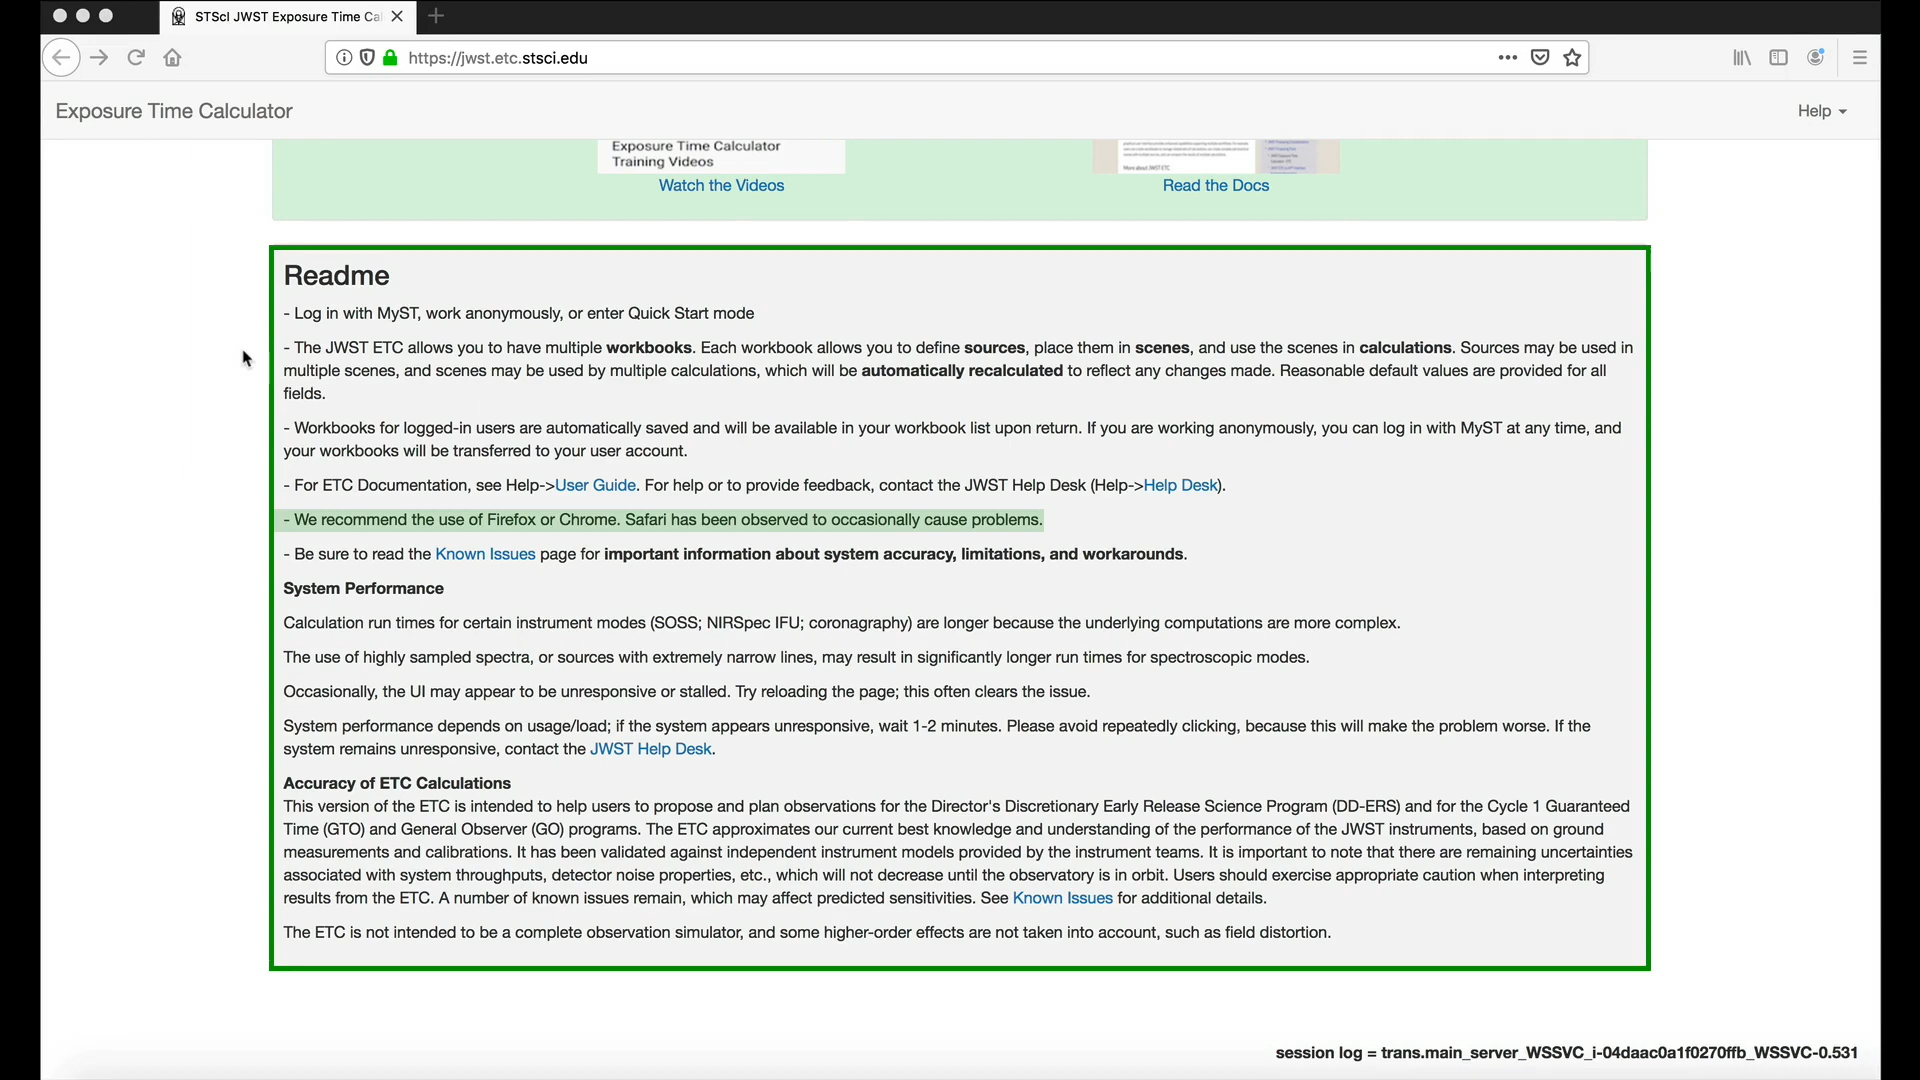 STScI JWST Exposure Time Ca
https://jwst.etc.stsci.edu
Exposure Time Calculator
Help
Exposure Time Calculator
Training Videos
More about JWST ETC
Watch the Videos
Read the Docs
Readme
- Log in with MyST, work anonymously, or enter Quick Start mode
- The JWST ETC allows you to have multiple workbooks. Each workbook allows you to define sources, place them in scenes, and use the scenes in calculations. Sources may be used in
multiple scenes, and scenes may be used by multiple calculations, which will be automatically recalculated to reflect any changes made. Reasonable default values are provided for all
fields.
- Workbooks for logged-in users are automatically saved and will be available in your workbook list upon return. If you are working anonymously, you can log in with MyST at any time, and
your workbooks will be transferred to your user account.
- For ETC Documentation, see Help->User Guide. For help or to provide feedback, contact the JWST Help Desk (Help->Help Desk).
- We recommend the use of Firefox or Chrome. Safari has been observed to occasionally cause problems.
- Be sure to read the Known Issues page for important information about system accuracy, limitations, and workarounds.
System Performance
Calculation run times for certain instrument modes (SOSS; NIRSpec IFU; coronagraphy) are longer because the underlying computations are more complex.
The use of highly sampled spectra, or sources with extremely narrow lines, may result in significantly longer run times for spectroscopic modes.
Occasionally, the UI may appear to be unresponsive or stalled. Try reloading the page; this often clears the issue.
System performance depends on usage/load; if the system appears unresponsive, wait 1-2 minutes. Please avoid repeatedly clicking, because this will make the problem worse. If the
system remains unresponsive, contact the JWST Help Desk.
Accuracy of ETC Calculations
This version of the ETC is intended to help users to propose and plan observations for the Director's Discretionary Early Release Science Program (DD-ERS) and for the Cycle 1 Guaranteed
Time (GTO) and General Observer (GO) programs. The ETC approximates our current best knowledge and understanding of the performance of the JWST instruments, based on ground
measurements and calibrations. It has been validated against independent instrument models provided by the instrument teams. It is important to note that there are remaining uncertainties
associated with system throughputs, detector noise properties, etc., which will not decrease until the observatory is in orbit. Users should exercise appropriate caution when interpreting
results from the ETC. A number of known issues remain, which may affect predicted sensitivities. See Known Issues for additional details.
The ETC is not intended to be a complete observation simulator, and some higher-order effects are not taken into account, such as field distortion.
session log = trans.main_server_WSSVC_i-04daac0a1f0270ffb_WSSVC-0.531